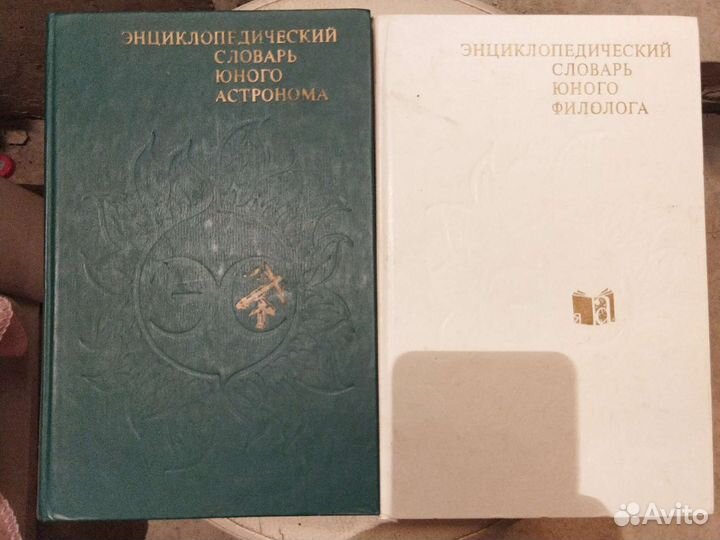 ЭНЦИКЛОПЕДИЧЕСКИЙ
СЛОВАРЬ
ЮНОГО
АСТРОНОМА
ЭНЦИКЛОПЕДИЧЕСКИЙ
СЛОВАРЬ
ЮНОГО
ФИЛОЛОГА
Avito